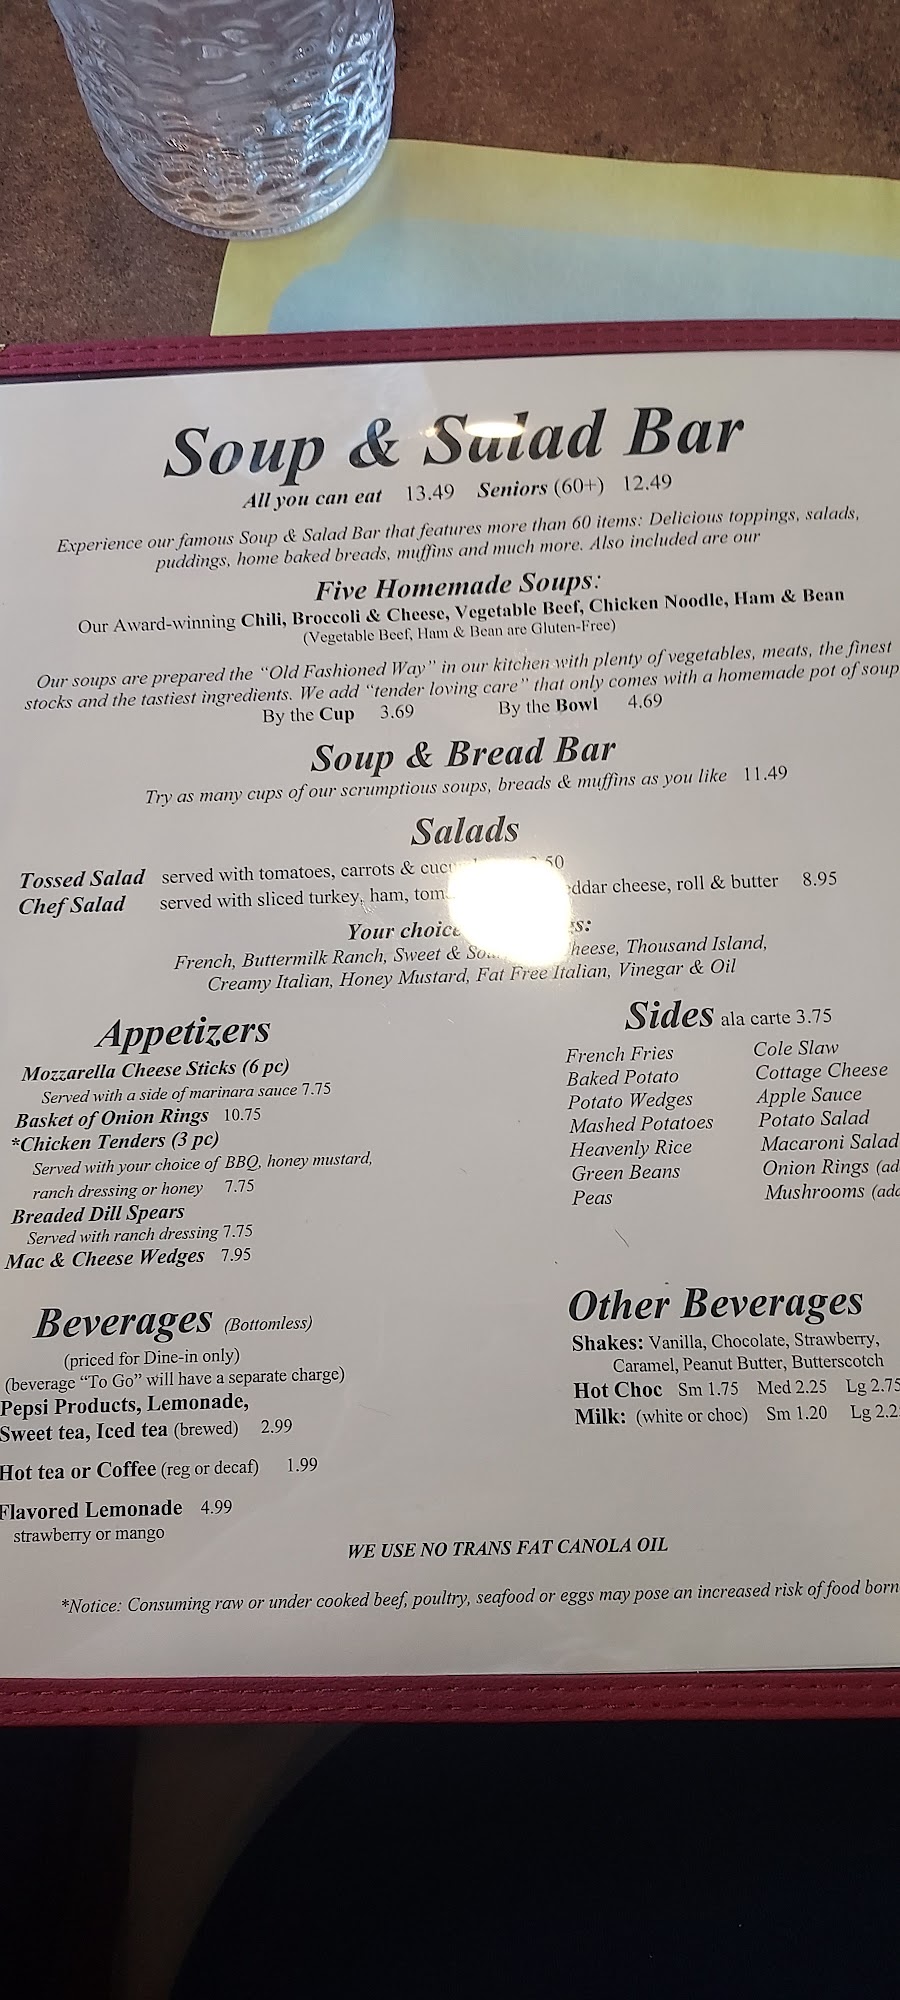 Soup & Salad Bar
All you can eat 13.49 Seniors (60+) 12.49
Experience our famous Soup & Salad Bar that features more than 60 items: Delicious toppings, salads,
puddings, home baked breads, muffins and much more. Also included are our
Five Homemade Soups:
Our Award-winning Chili, Broccoli & Cheese, Vegetable Beef, Chicken Noodle, Ham & Bean
(Vegetable Beef, Ham & Bean are Gluten-Free)
Our soups are prepared the “Old Fashioned Way” in our kitchen with plenty of vegetables, meats, the finest
stocks and the tastiest ingredients. We add “tender loving care” that only comes with a homemade pot of soup
By the Cup 3.69 By the Bowl 4.69
Soup & Bread Bar
Try as many cups of our scrumptious soups, breads & muffins as you like 11.49
Salads
Tossed Salad served with tomatoes, carrots &
Chef Salad served with sliced turkey, ham, cheese, roll & butter 8.95
Your choice
French, Buttermilk Ranch, Sweet & Thousand Island,
Creamy Italian, Honey Mustard, Fat Free Italian, Vinegar & Oil
Appetizers
Mozzarella Cheese Sticks (6 pc)
Served with a side of marinara sauce 7.75
Basket of Onion Rings 10.75
*Chicken Tenders (3 pc)
Served with your choice of BBQ, honey mustard,
ranch dressing or honey 7.75
Breaded Dill Spears
Served with ranch dressing 7.75
Mac & Cheese Wedges 7.95
Sides ala carte 3.75
French Fries
Baked Potato
Potato Wedges
Mashed Potatoes
Heavenly Rice
Green Beans
Peas
Cole Slaw
Cottage Cheese
Apple Sauce
Potato Salad
Macaroni Salad
Onion Rings
Mushrooms
Beverages (Bottomless)
(priced for Dine-in only)
(beverage “To Go” will have a separate charge)
Pepsi Products, Lemonade,
Sweet tea, Iced tea (brewed) 2.99
Hot tea or Coffee (reg or decaf) 1.99
Flavored Lemonade 4.99
strawberry or mango
Other Beverages
Shakes: Vanilla, Chocolate, Strawberry,
Caramel, Peanut Butter, Butterscotch
Hot Choc Sm 1.75 Med 2.25 Lg 2.75
Milk: (white or choc) Sm 1.20 Lg
WE USE NO TRANS FAT CANOLA OIL
*Notice: Consuming raw or under cooked beef, poultry, seafood or eggs may pose an increased risk of food born